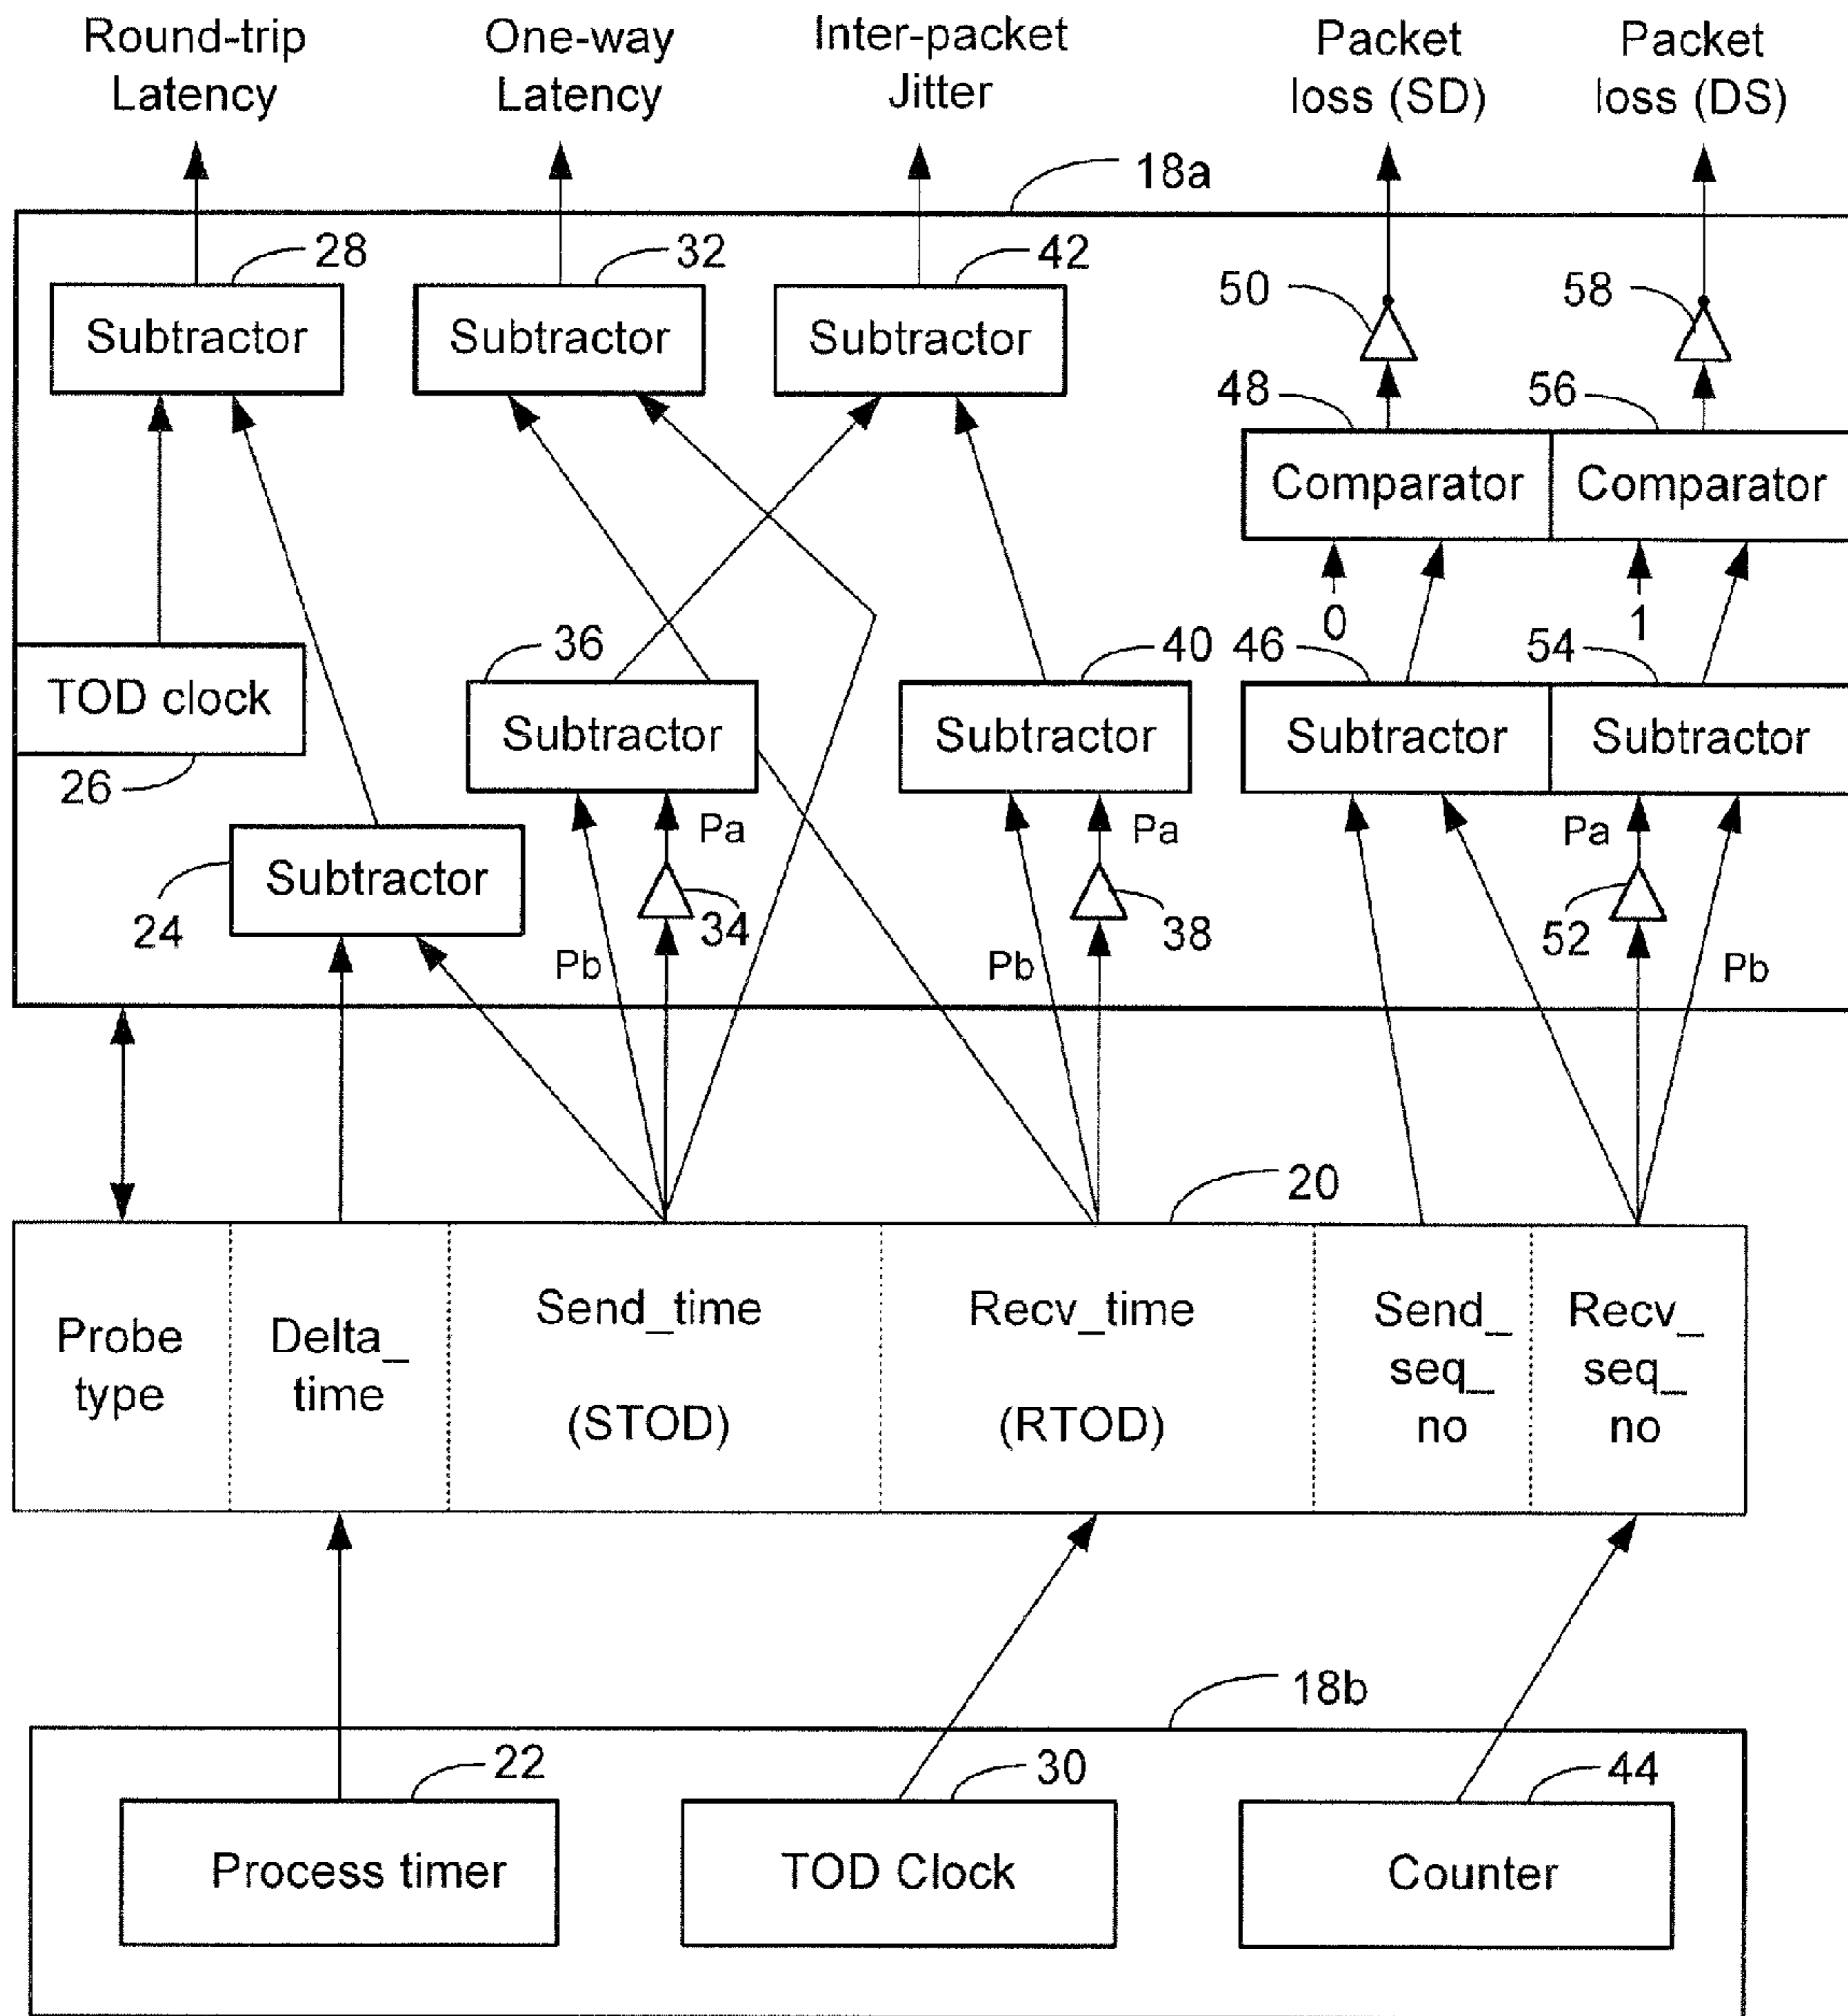 Round-trip
Latency
One-way
Latency
Inter-packet
Jitter
Packet
loss (SD)
Packet
loss (DS)
18a
28
32
42
50
58
Subtractor
Subtractor
Subtractor
48
56
Comparator
Comparator
0
1
36
40
46
54
TOD clock
26
Subtractor
Subtractor
Subtractor
Subtractor
Pa
Pa
Pa
Subtractor
24
34
38
52
Pb
Pb
Pb
20
Probe
type
Delta_
time
Send_time
(STOD)
Recv_time
(RTOD)
Send_
seq_
no
Recv_
seq_
no
18b
22
30
44
Process timer
TOD Clock
Counter